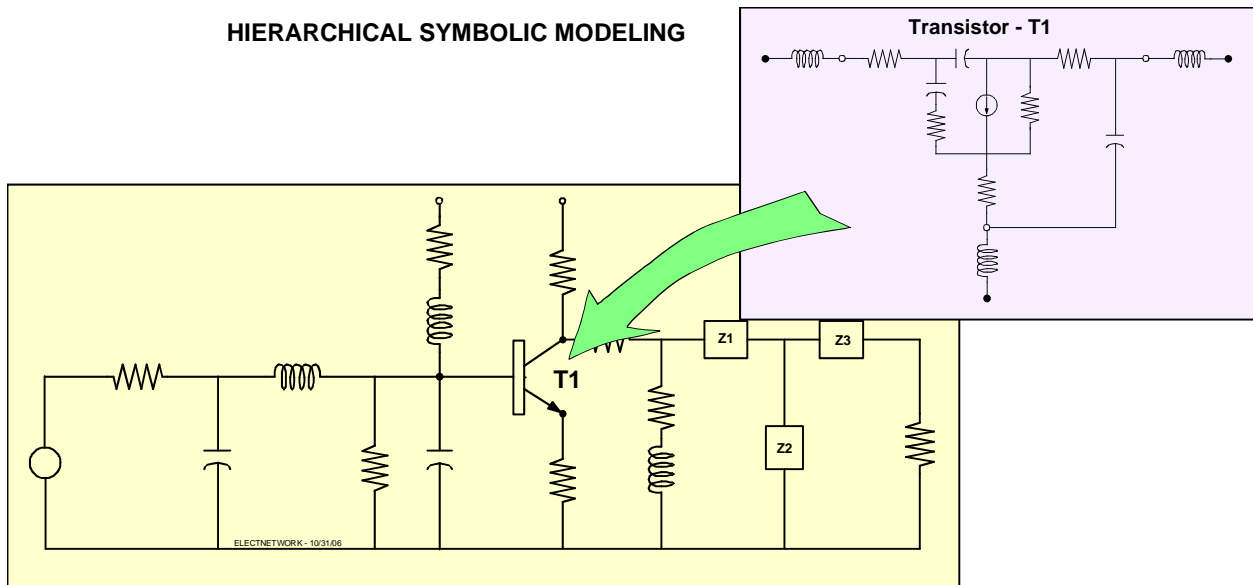 HIERARCHICAL SYMBOLIC MODELING
Transistor - T1
T1
Z1
Z3
Z2
ELECTNETWORK - 10/31/06